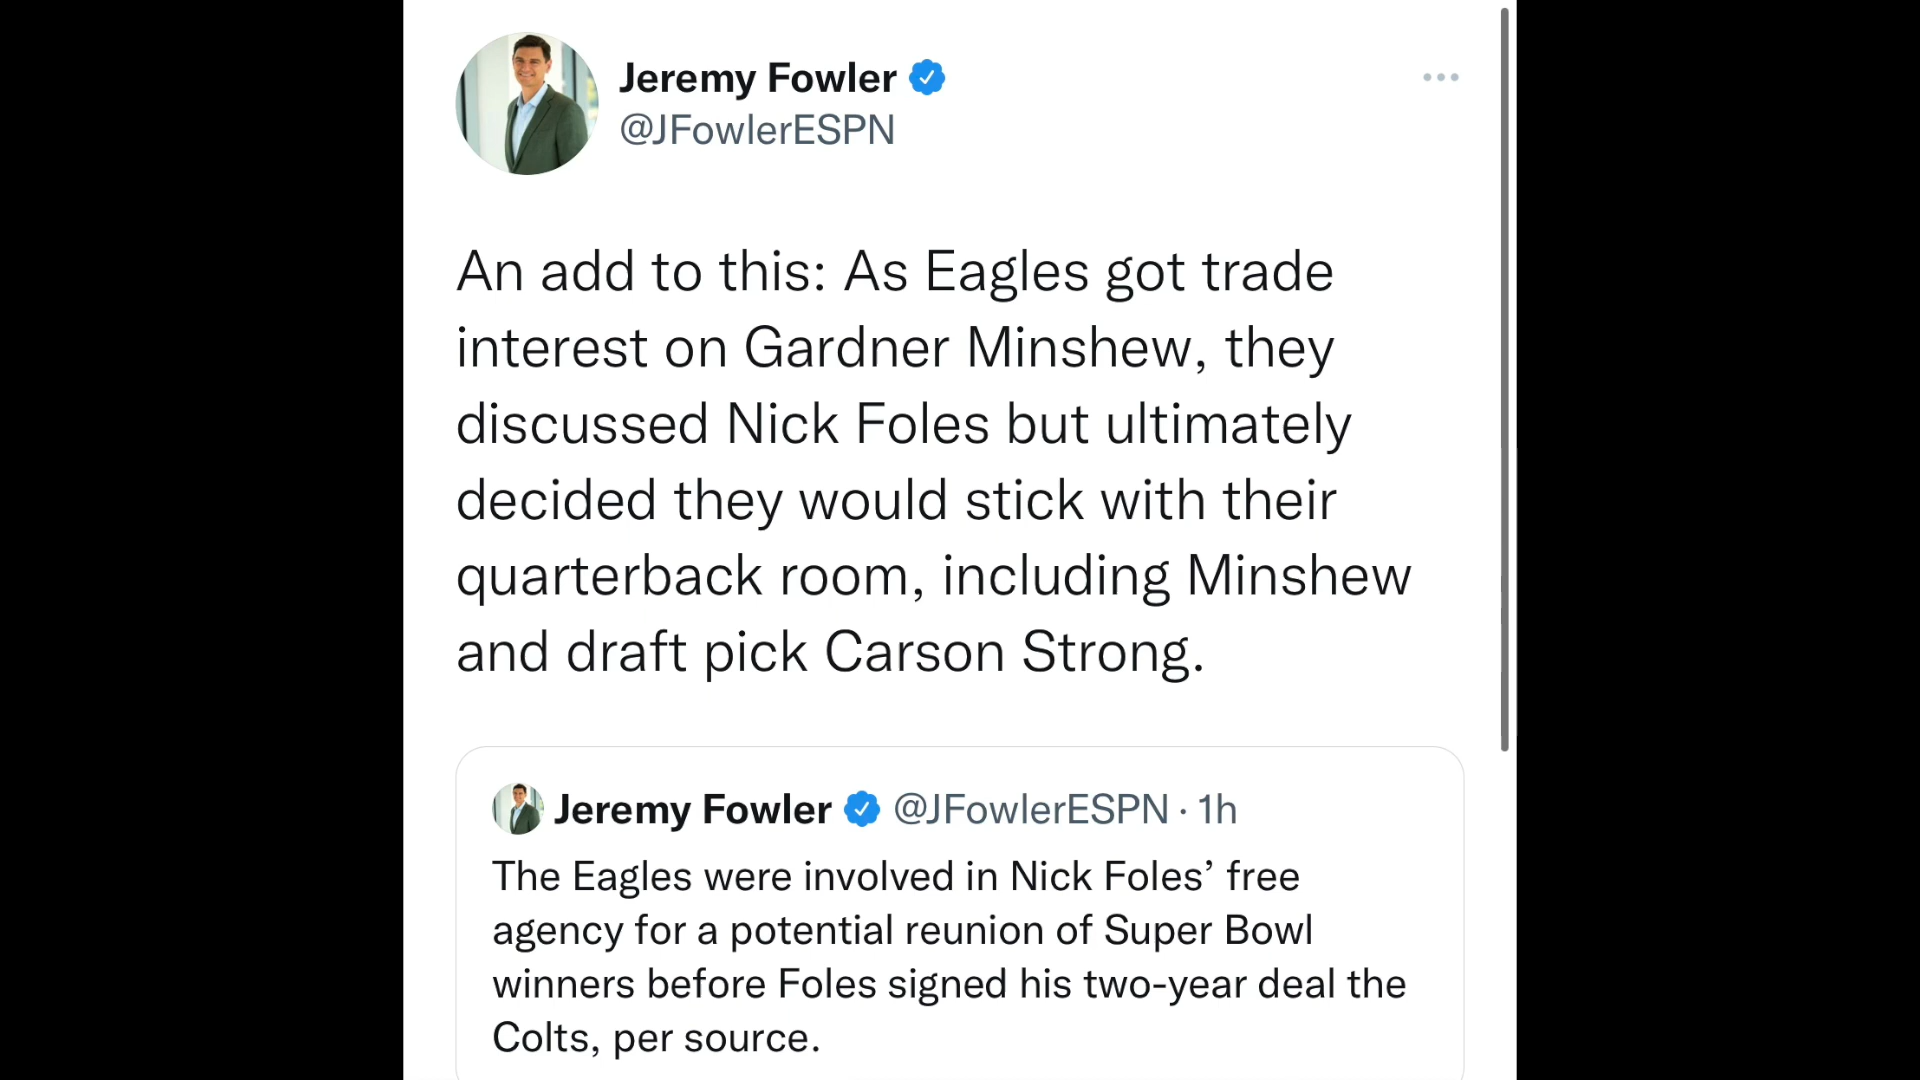 Jeremy Fowler
@JFowlerESPN
An add to this: As Eagles got trade
interest on Gardner Minshew, they
discussed Nick Foles but ultimately
decided they would stick with their
quarterback room, including Minshew
and draft pick Carson Strong.
Jeremy Fowler @JFowlerESPN · 1h
The Eagles were involved in Nick Foles’ free
agency for a potential reunion of Super Bowl
winners before Foles signed his two-year deal the
Colts, per source.